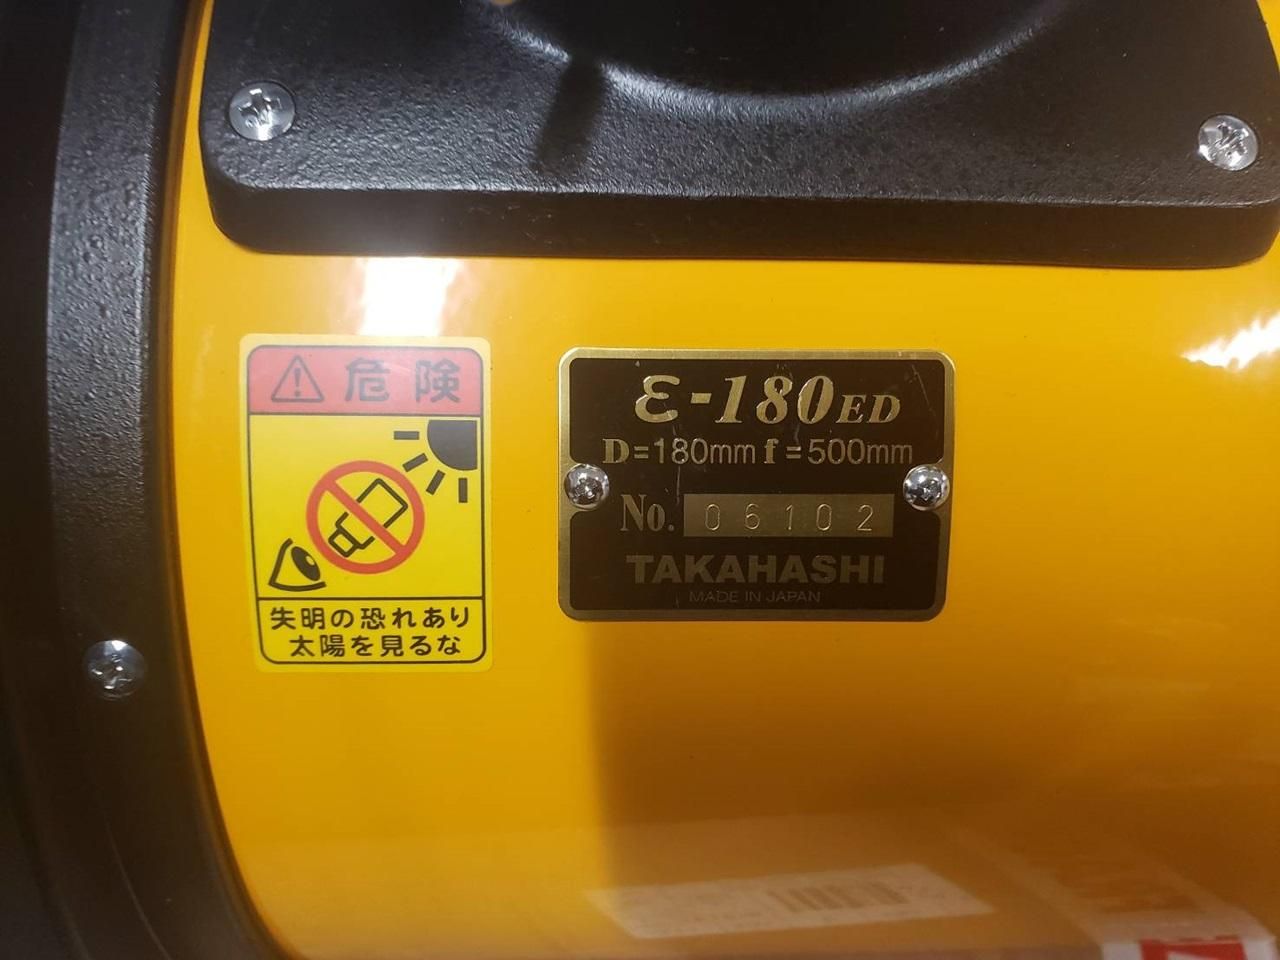 危険
失明の恐れあり
太陽を見るな
ε-180ED
D=180mm f=500mm
No. 06102
TAKAHASHI
MADE IN JAPAN